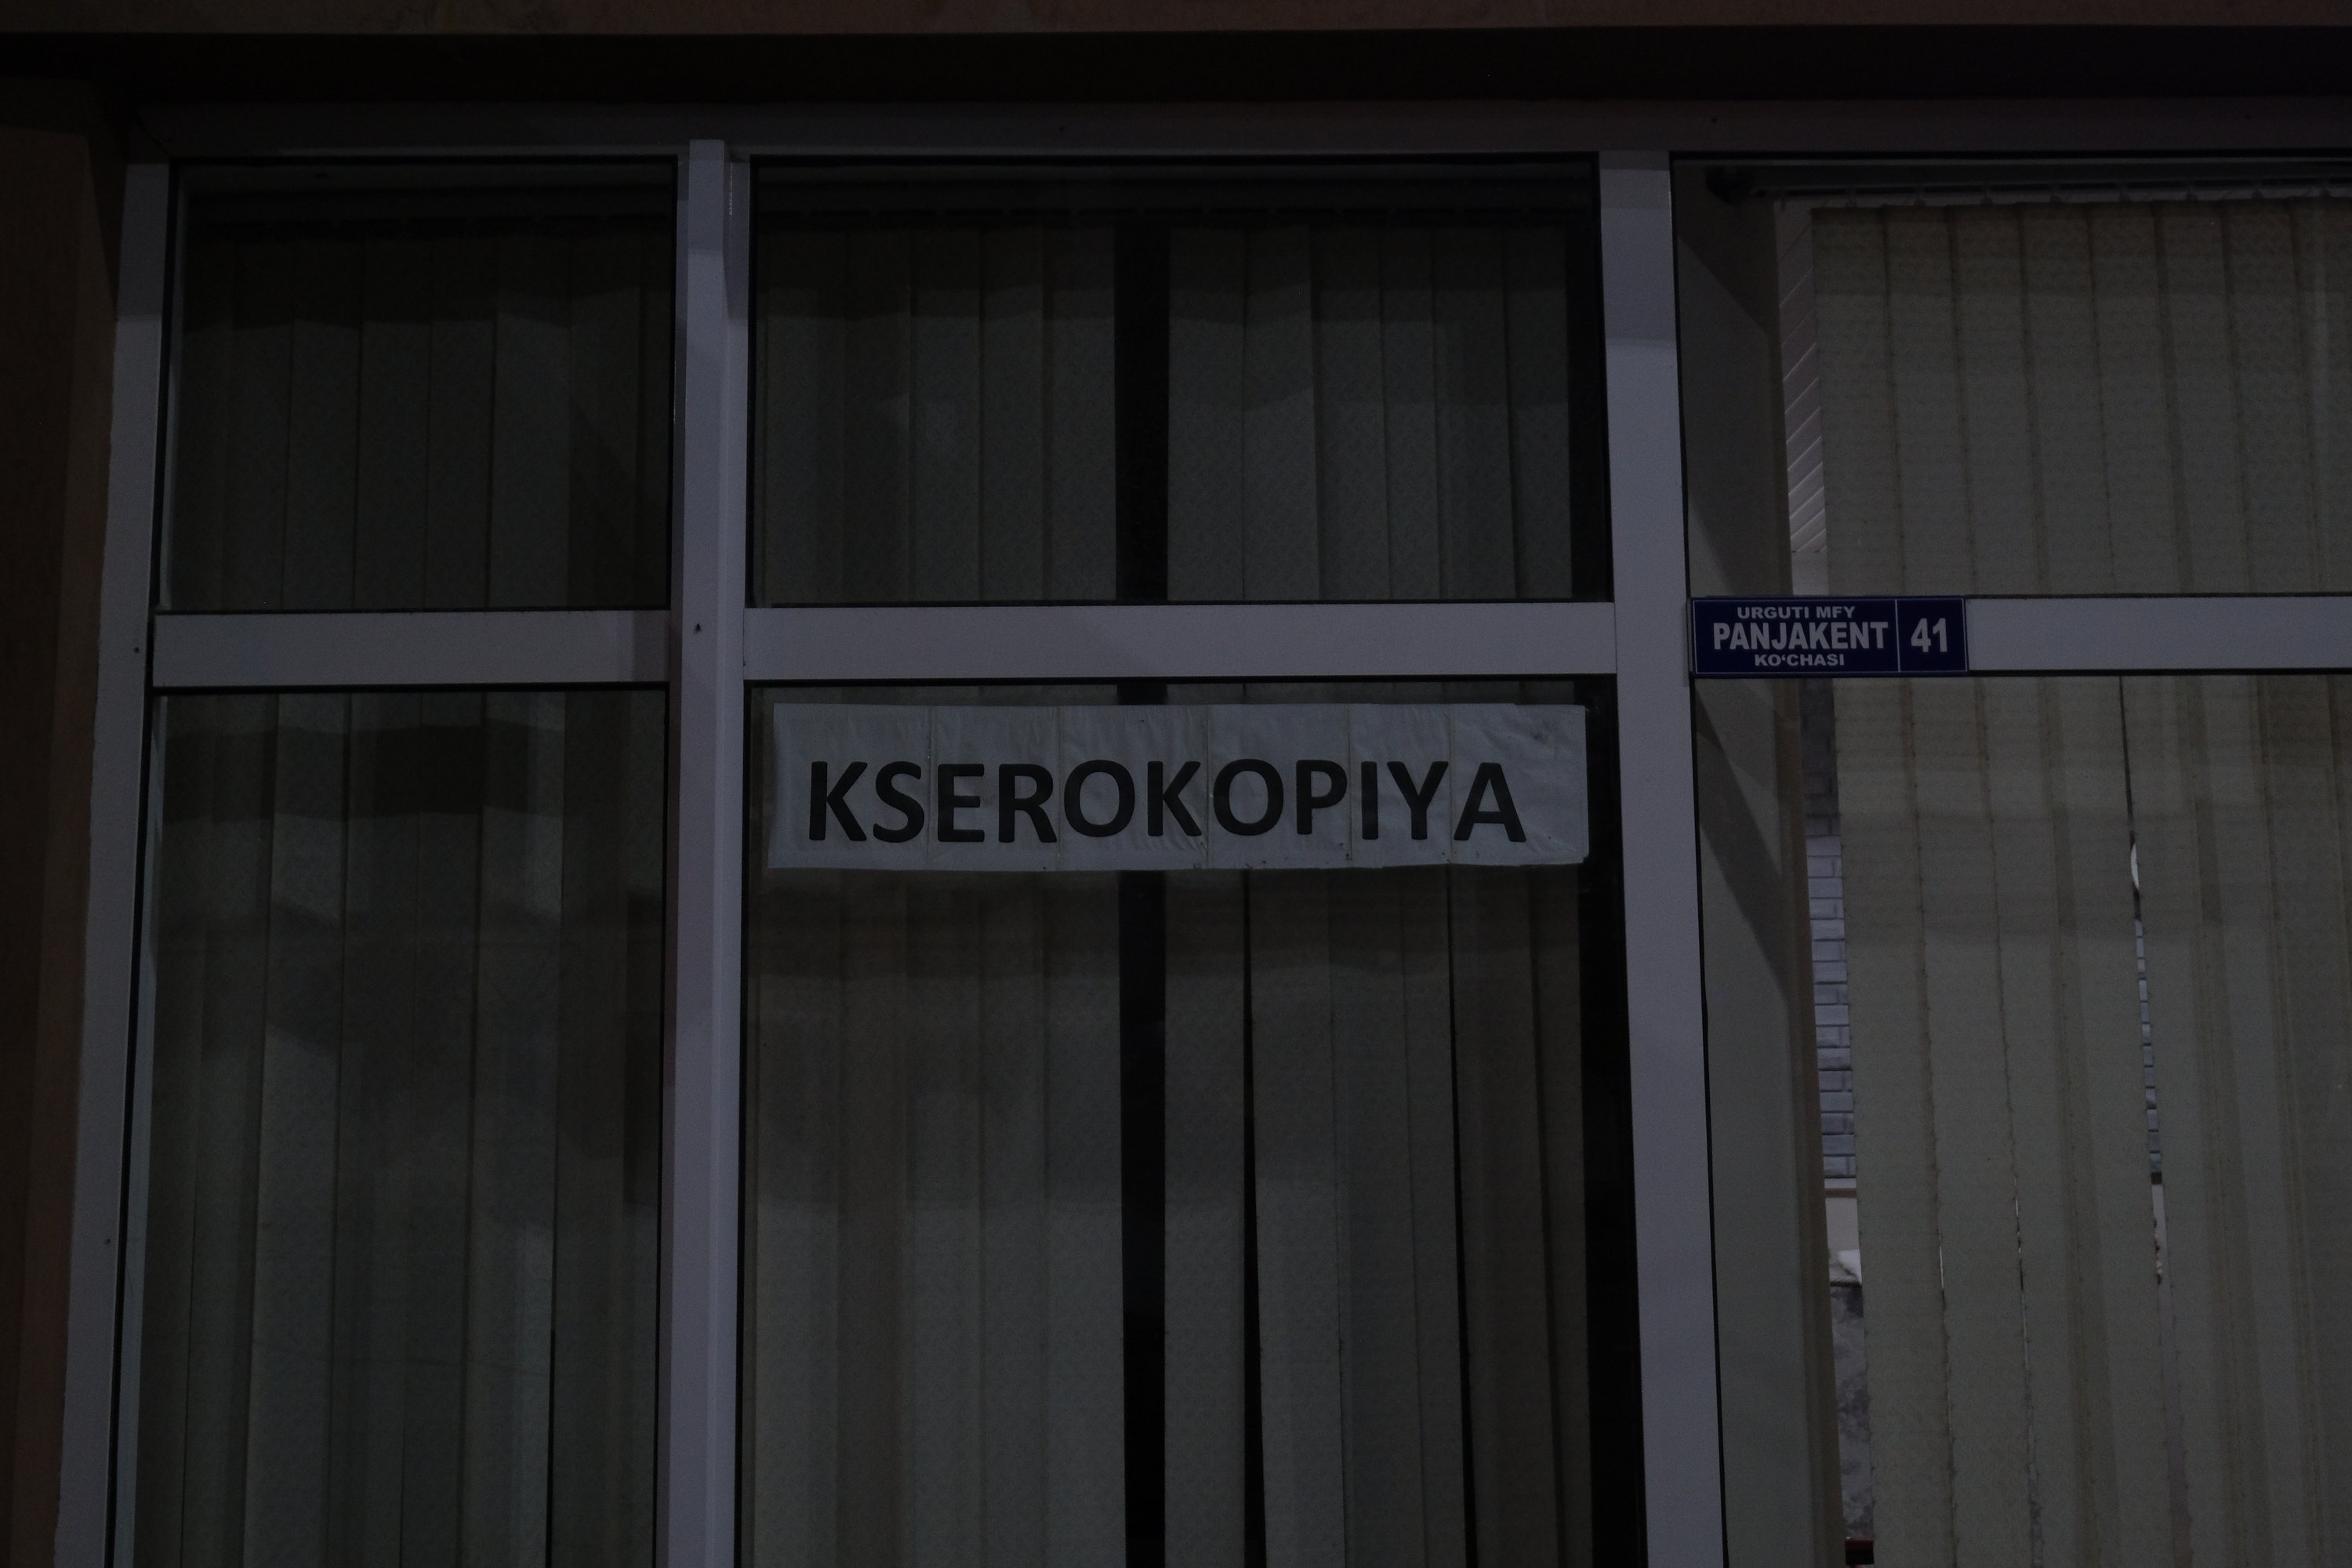 URGUTI MFY
PANJAKENT
KO‘CHASI
41
KSEROKOPIYA